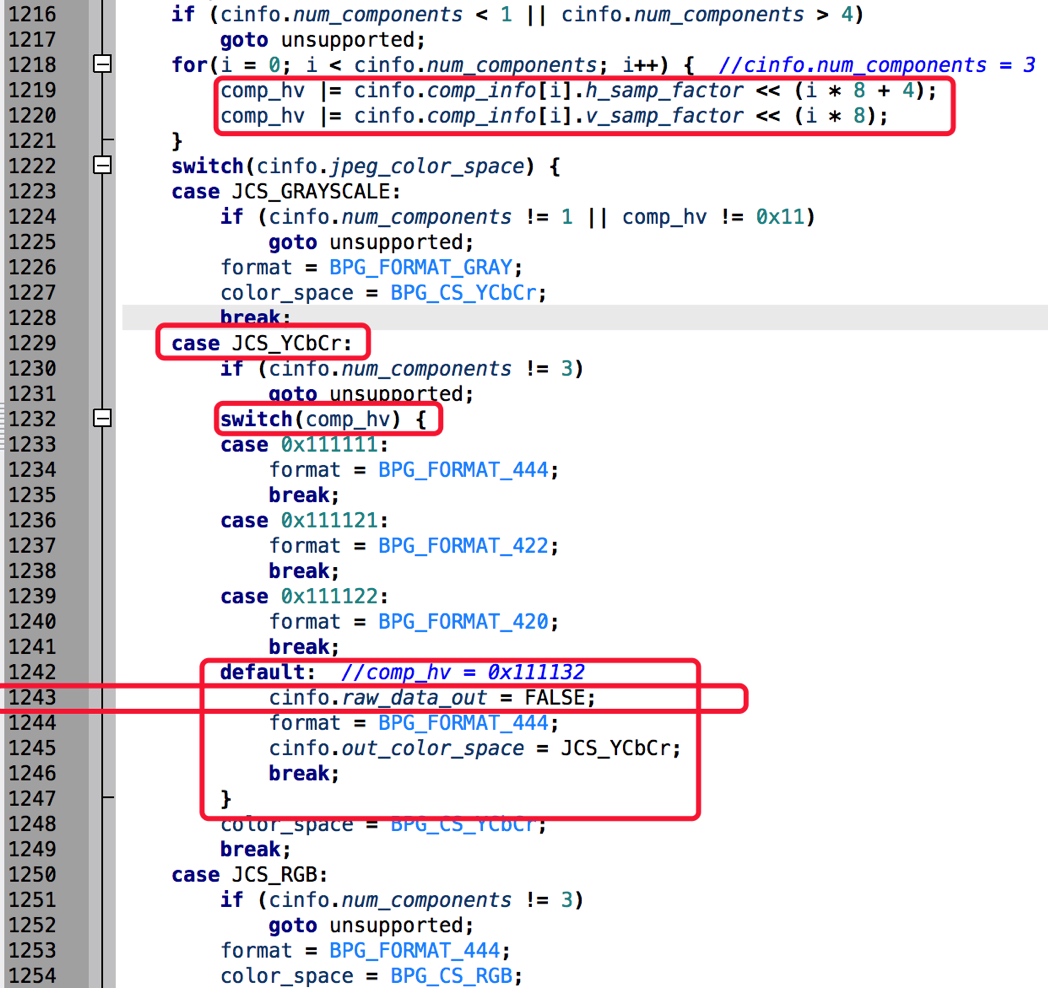 1216 if (cinfo.num_components < 1 || cinfo.num_components > 4)
1217 goto unsupported;
1218 for(i = 0; i < cinfo.num_components; i++) { //cinfo.num_components = 3
1219 comp_hv |= cinfo.comp_info[i].h_samp_factor << (i * 8 + 4);
1220 comp_hv |= cinfo.comp_info[i].v_samp_factor << (i * 8);
1221 }
1222 switch(cinfo.jpeg_color_space) {
1223 case JCS_GRAYSCALE:
1224 if (cinfo.num_components != 1 || comp_hv != 0x11)
1225 goto unsupported;
1226 format = BPG_FORMAT_GRAY;
1227 color_space = BPG_CS_YCbCr;
1228 break;
1229 case JCS_YCbCr:
1230 if (cinfo.num_components != 3)
1231 goto unsupported;
1232 switch(comp_hv) {
1233 case 0x111111:
1234 format = BPG_FORMAT_444;
1235 break;
1236 case 0x111121:
1237 format = BPG_FORMAT_422;
1238 break;
1239 case 0x111122:
1240 format = BPG_FORMAT_420;
1241 break;
1242 default: //comp_hv = 0x111132
1243 cinfo.raw_data_out = FALSE;
1244 format = BPG_FORMAT_444;
1245 cinfo.out_color_space = JCS_YCbCr;
1246 break;
1247 }
1248 color_space = BPG_CS_YCbCr;
1249 break;
1250 case JCS_RGB:
1251 if (cinfo.num_components != 3)
1252 goto unsupported;
1253 format = BPG_FORMAT_444;
1254 color_space = BPG_CS_RGB;